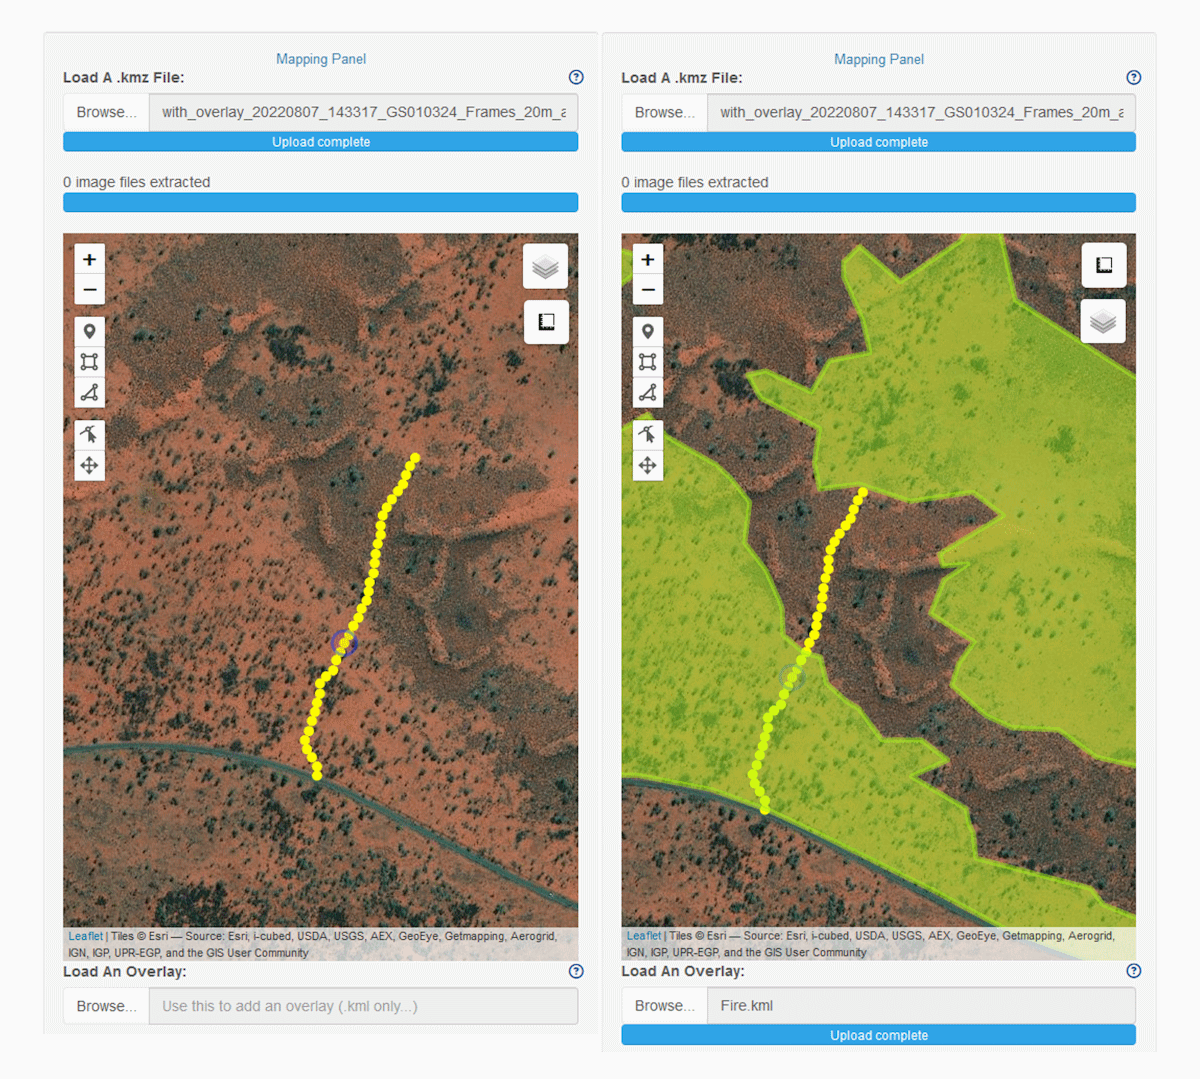 Mapping Panel
Load A .kmz File:
?
Browse...
with_overlay_20220807_143317_GS010324_Frames_20m_a
Upload complete
0 image files extracted
+
−
Leaflet | Tiles © Esri — Source: Esri, i-cubed, USDA, USGS, AEX, GeoEye, Getmapping, Aerogrid,
IGN, IGP, UPR-EGP, and the GIS User Community
Load An Overlay:
?
Browse...
Use this to add an overlay (.kml only...)
Mapping Panel
Load A .kmz File:
?
Browse...
with_overlay_20220807_143317_GS010324_Frames_20m_a
Upload complete
0 image files extracted
+
−
Leaflet | Tiles © Esri — Source: Esri, i-cubed, USDA, USGS, AEX, GeoEye, Getmapping, Aerogrid,
IGN, IGP, UPR-EGP, and the GIS User Community
Load An Overlay:
?
Browse...
Fire.kml
Upload complete